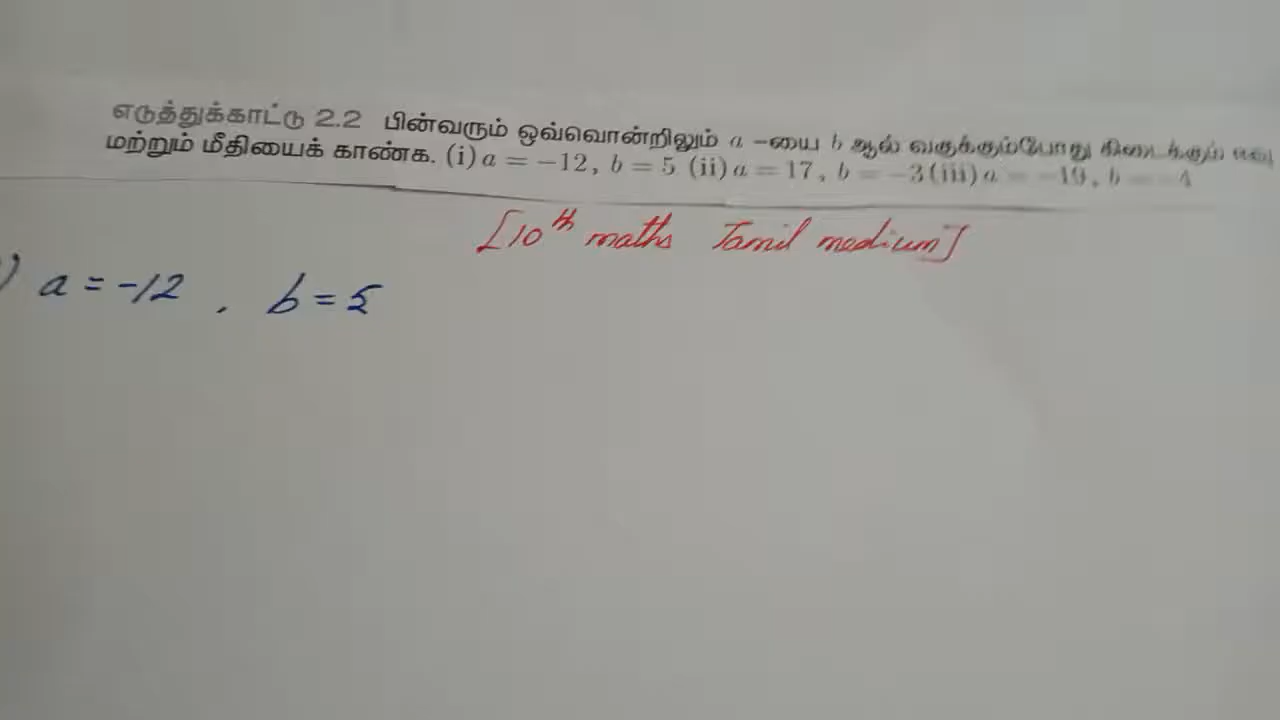 எடுத்துக்காட்டு 2.2 பின்வரும் ஒவ்வொன்றிலும் a -யை b ஆல் வகுக்கும்போது கிடைக்கும்
மற்றும் மீதியைக் காண்க. (i) a = −12, b = 5 (ii) a = 17, b = −3 (iii) a = −19, b = −4
[10th maths Tamil medium]
) a = -12 , b = 5